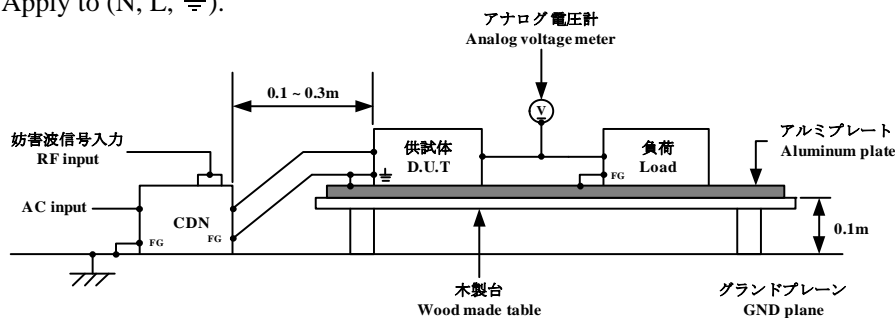 Apply to (N, L, ⏚).
アナログ電圧計
Analog voltage meter
0.1 ~ 0.3m
V
妨害波信号入力
RF input
供試体
D.U.T
負荷
Load
アルミプレート
Aluminum plate
FG
AC input
CDN
FG
FG
0.1m
木製台
Wood made table
グランドプレーン
GND plane